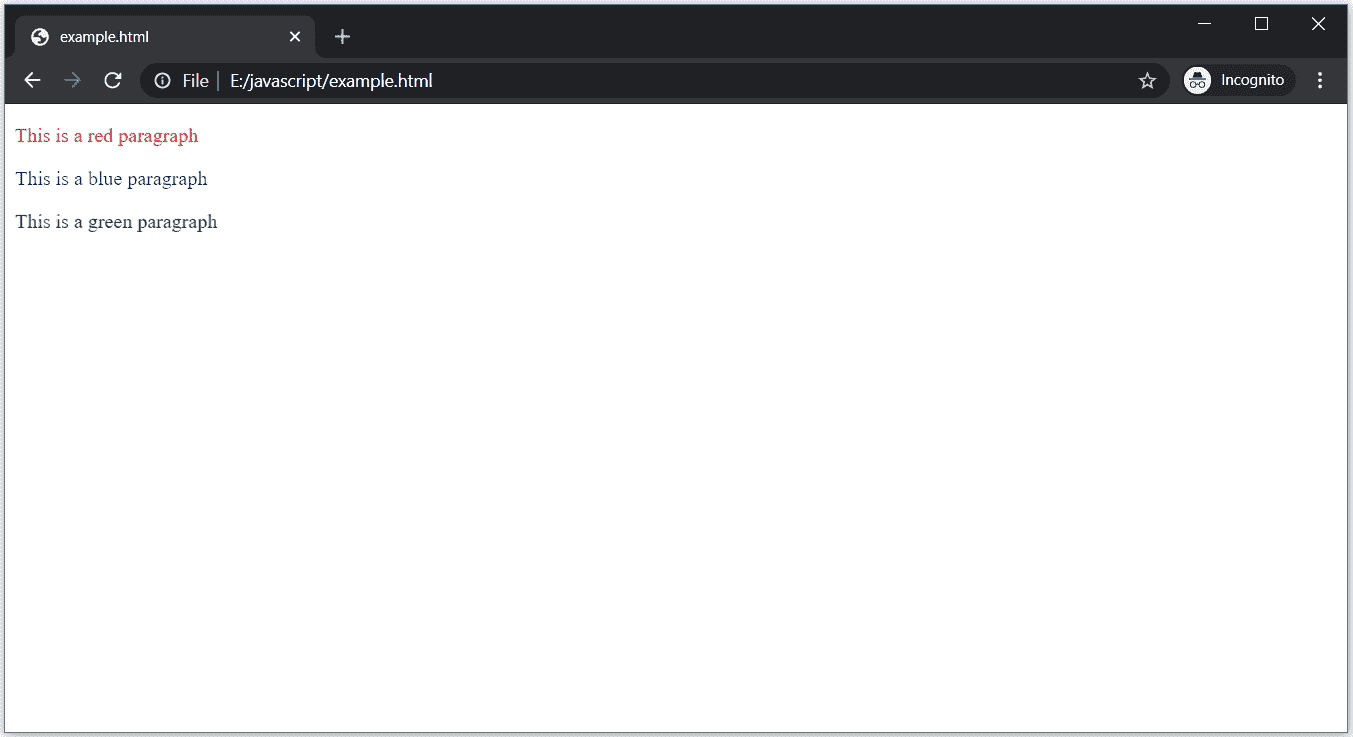 example.html
File E:/javascript/example.html Incognito
This is a red paragraph
This is a blue paragraph
This is a green paragraph